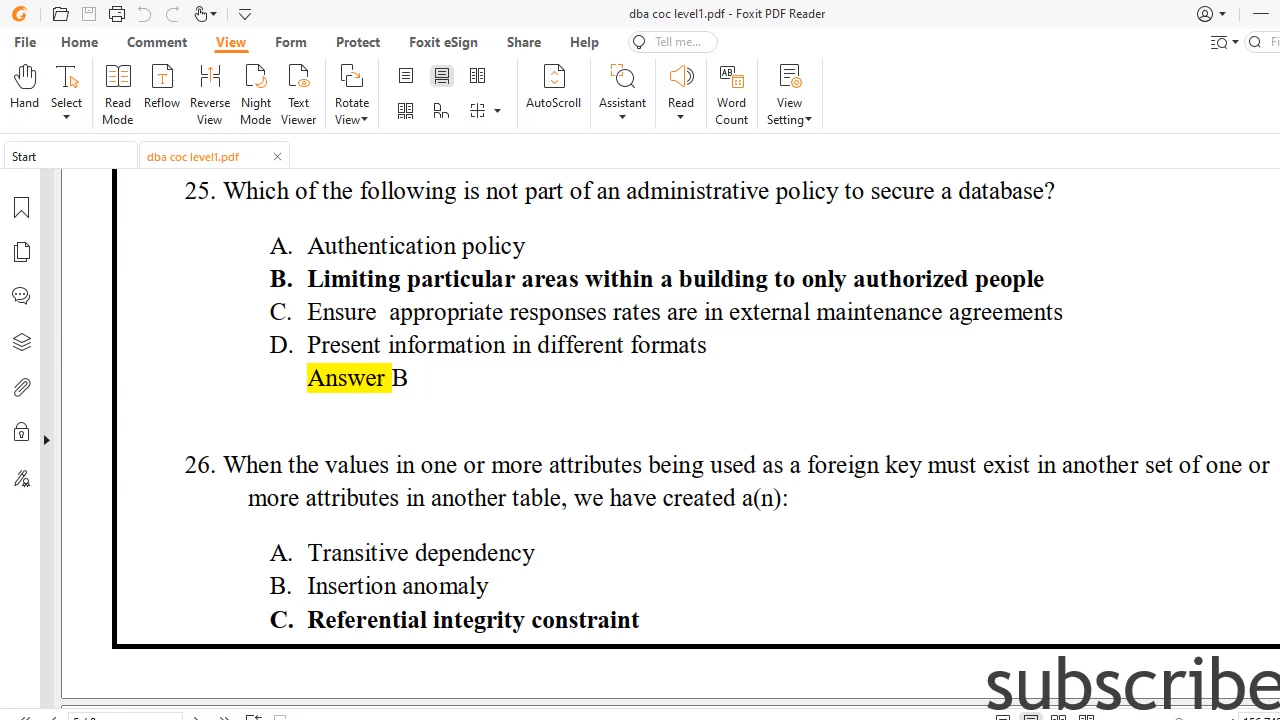 dba coc level1.pdf - Foxit PDF Reader
File Home Comment View Form Protect Foxit eSign Share Help Tell me... Fi
Hand Select Read Mode Reflow Reverse View Night Mode Text Viewer Rotate View AutoScroll Assistant Read Word Count View Setting
Start dba coc level1.pdf
25. Which of the following is not part of an administrative policy to secure a database?
A. Authentication policy
B. Limiting particular areas within a building to only authorized people
C. Ensure appropriate responses rates are in external maintenance agreements
D. Present information in different formats
Answer B
26. When the values in one or more attributes being used as a foreign key must exist in another set of one or
more attributes in another table, we have created a(n):
A. Transitive dependency
B. Insertion anomaly
C. Referential integrity constraint
subscribe